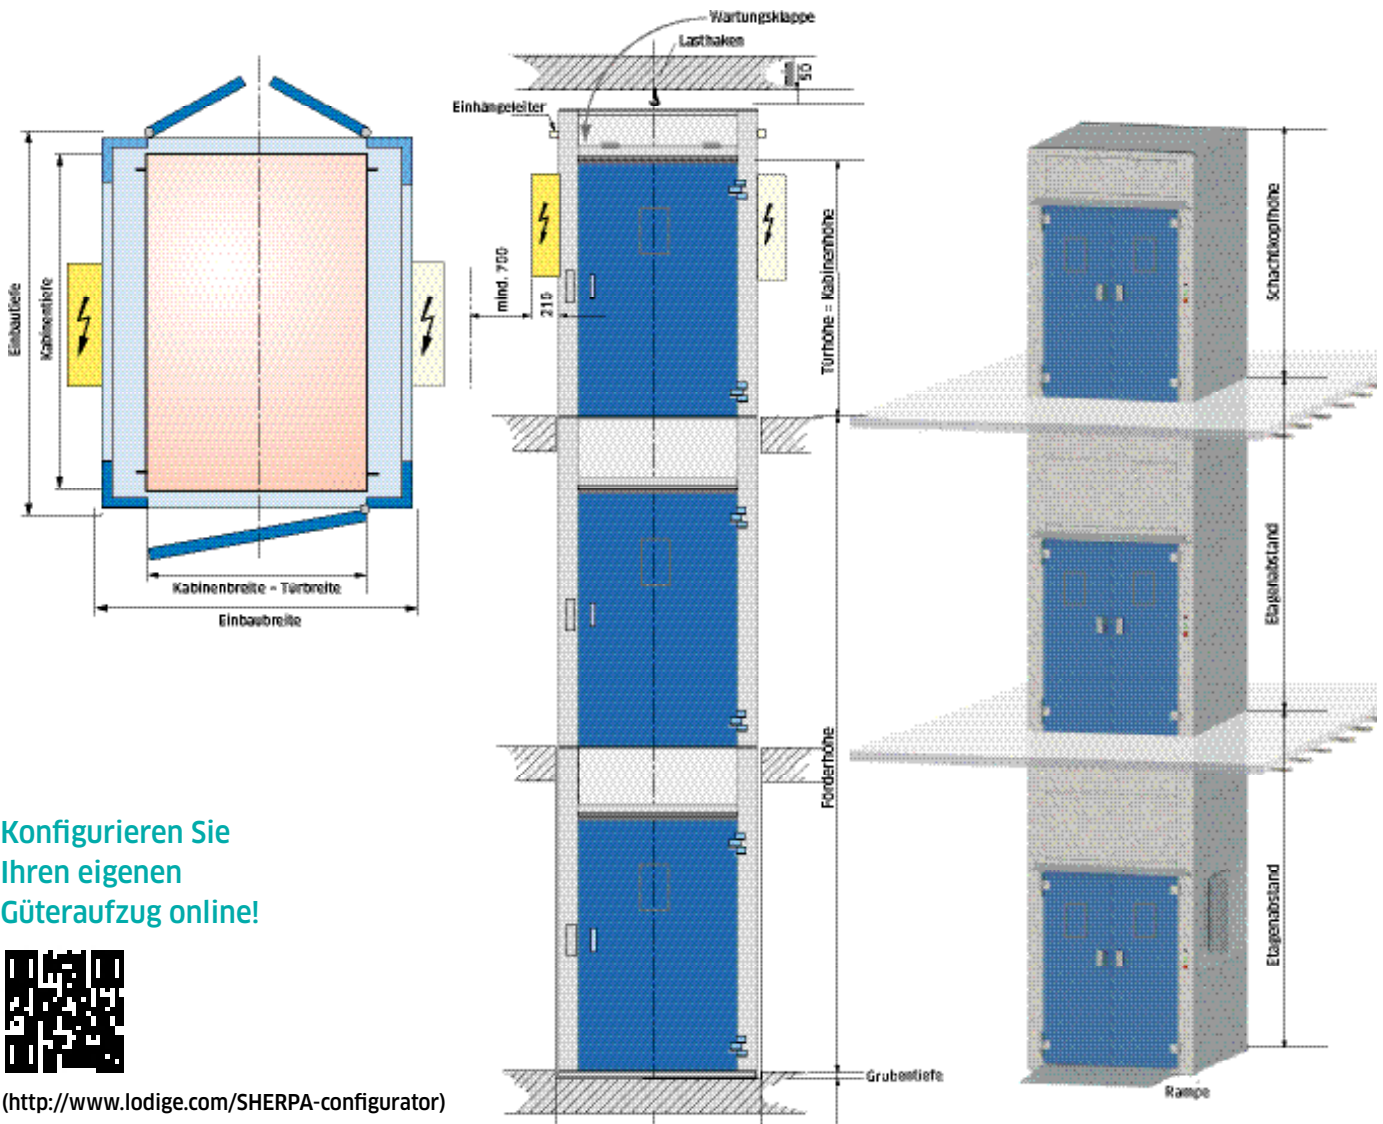 Wartungsklappe
Lasthaken
50
Einhängeleiter
Einbautiefe
Kabinentiefe
mind. 700
210
Türhöhe = Kabinenhöhe
Schachtkopfhöhe
Kabinenbreite = Türbreite
Einbaubreite
Etagenabstand
Förderhöhe
Etagenabstand
Konfigurieren Sie
Ihren eigenen
Güteraufzug online!
Grubentiefe
Rampe
(http://www.lodige.com/SHERPA-configurator)